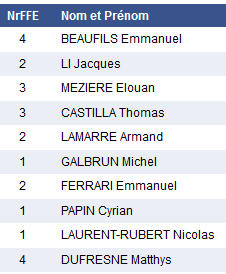 NrFFE Nom et Prénom
4 BEAUFILS Emmanuel
2 LI Jacques
3 MEZIERE Elouan
3 CASTILLA Thomas
2 LAMARRE Armand
1 GALBRUN Michel
2 FERRARI Emmanuel
1 PAPIN Cyrian
1 LAURENT-RUBERT Nicolas
4 DUFRESNE Matthys